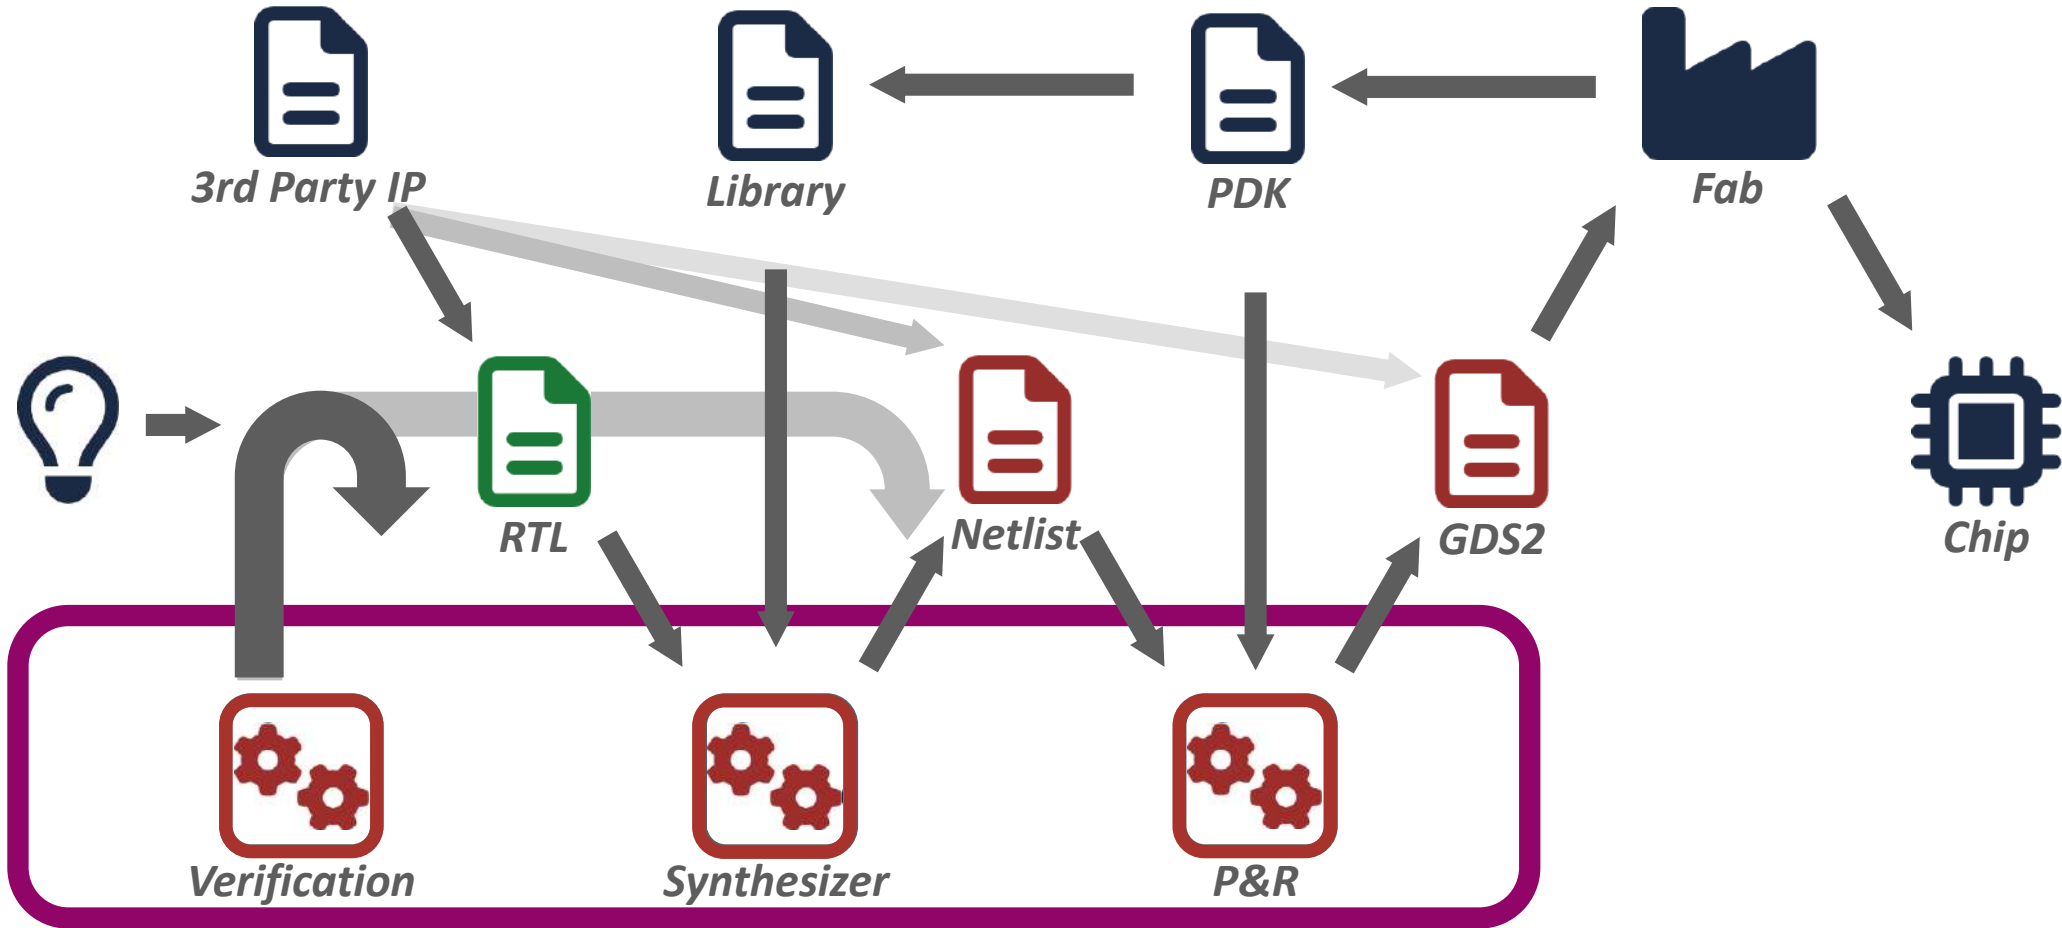 3rd Party IP
Library
PDK
Fab
RTL
Netlist
GDS2
Chip
Verification
Synthesizer
P&R